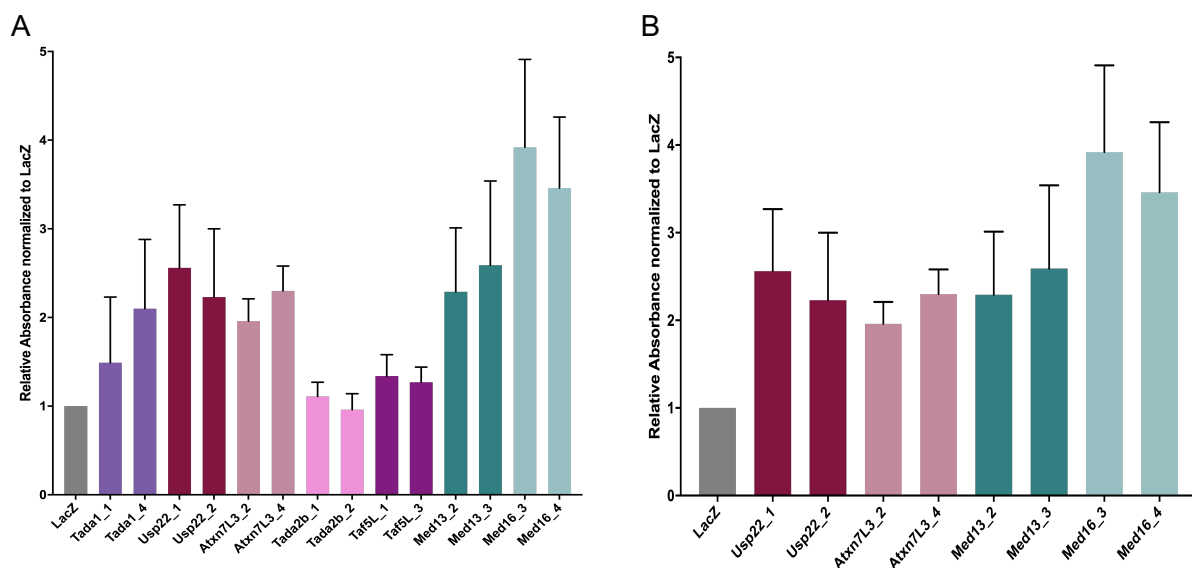 A
Relative Absorbance normalized to LacZ
5
4
3
2
1
0
LacZ
Tada1_1
Tada1_4
Usp22_1
Usp22_2
Atxn7L3_2
Atxn7L3_4
Tada2b_1
Tada2b_2
Taf5L_1
Taf5L_3
Med13_2
Med13_3
Med16_3
Med16_4
B
Relative Absorbance normalized to LacZ
5
4
3
2
1
0
LacZ
Usp22_1
Usp22_2
Atxn7L3_2
Atxn7L3_4
Med13_2
Med13_3
Med16_3
Med16_4